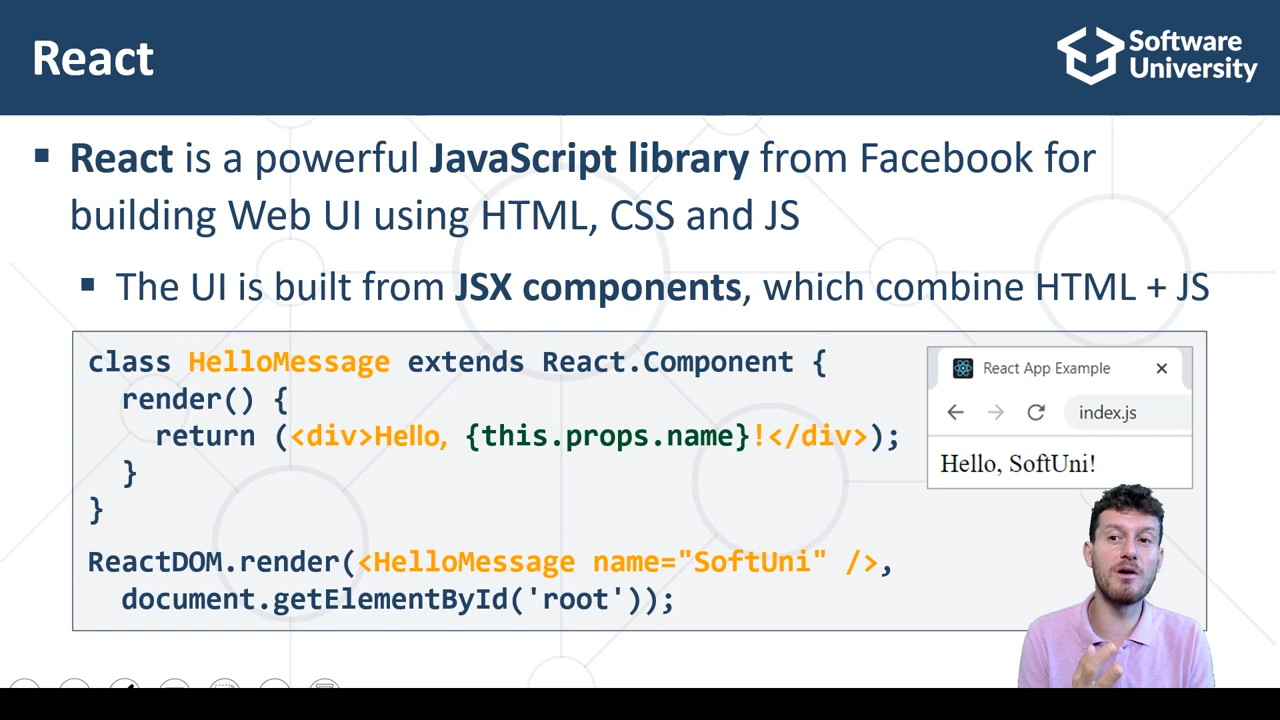 React
Software
University
React is a powerful JavaScript library from Facebook for
building Web UI using HTML, CSS and JS
The UI is built from JSX components, which combine HTML + JS
class HelloMessage extends React.Component {
  render() {
    return (<div>Hello, {this.props.name}!</div>);
  }
}
ReactDOM.render(<HelloMessage name="SoftUni" />,
  document.getElementById('root'));
React App Example
index.js
Hello, SoftUni!